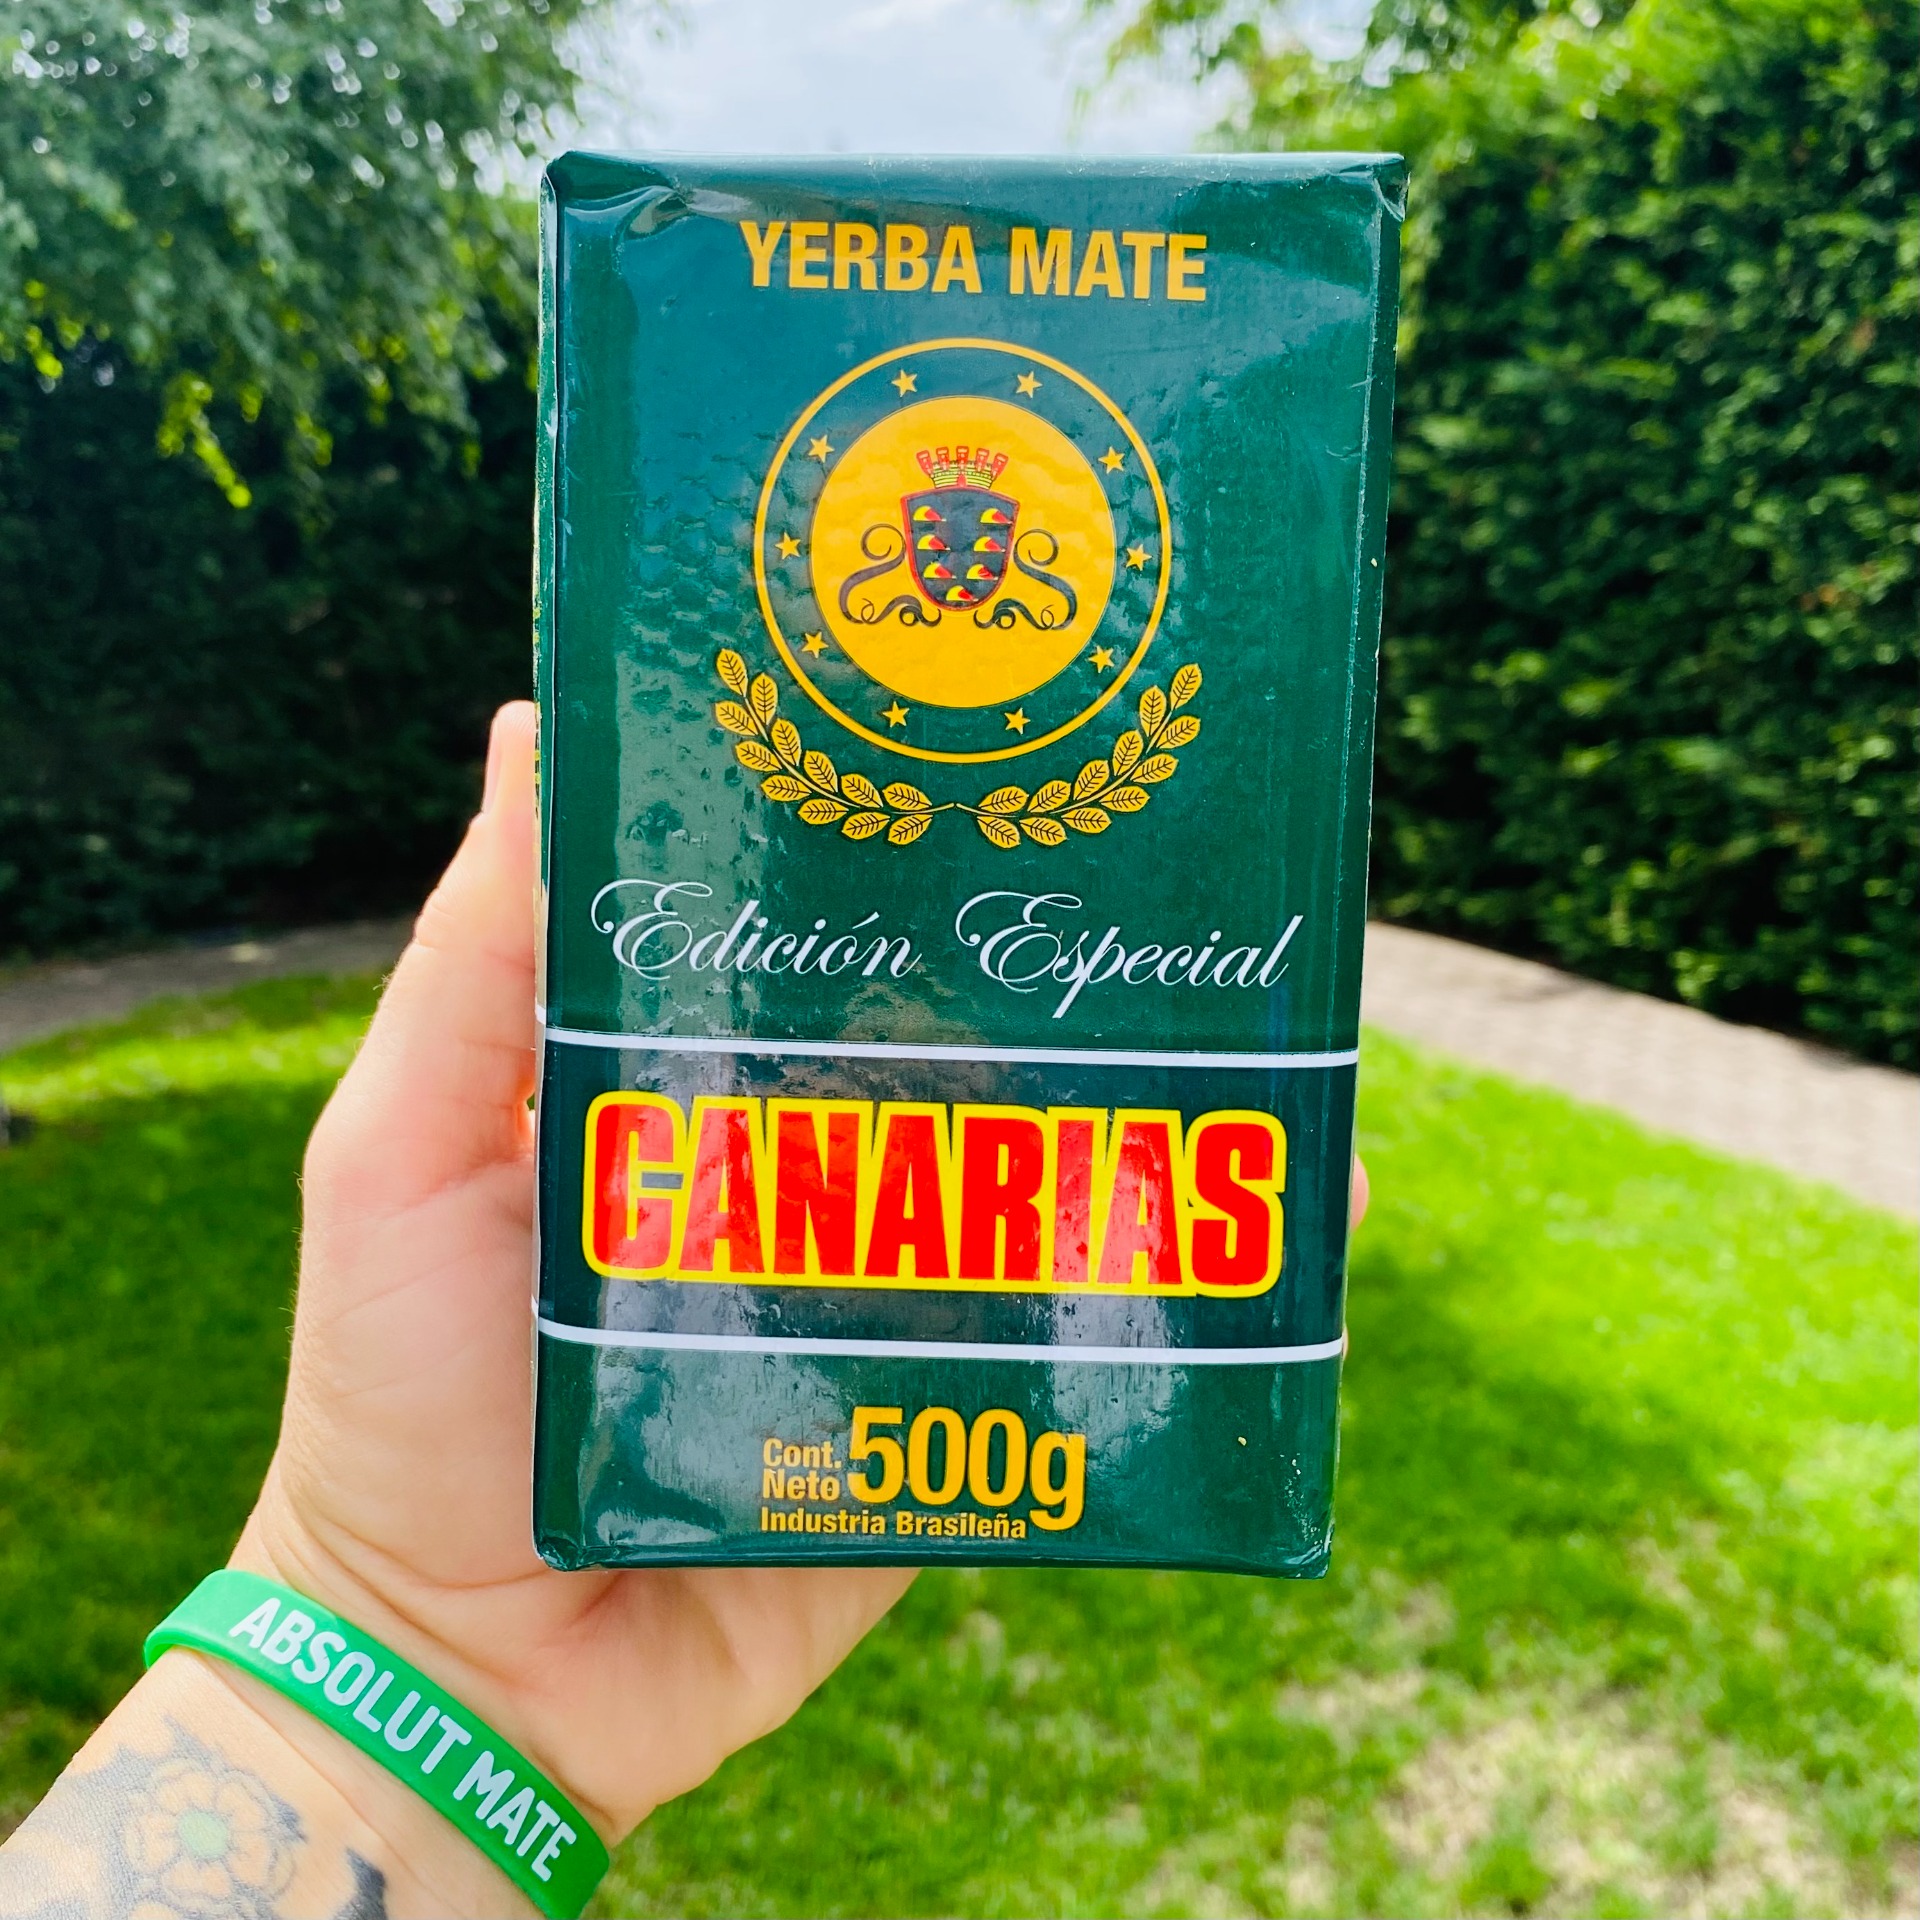 YERBA MATE
Edición Especial
CANARIAS
Cont. Neto 500g
Industria Brasileña
ABSOLUT MATE